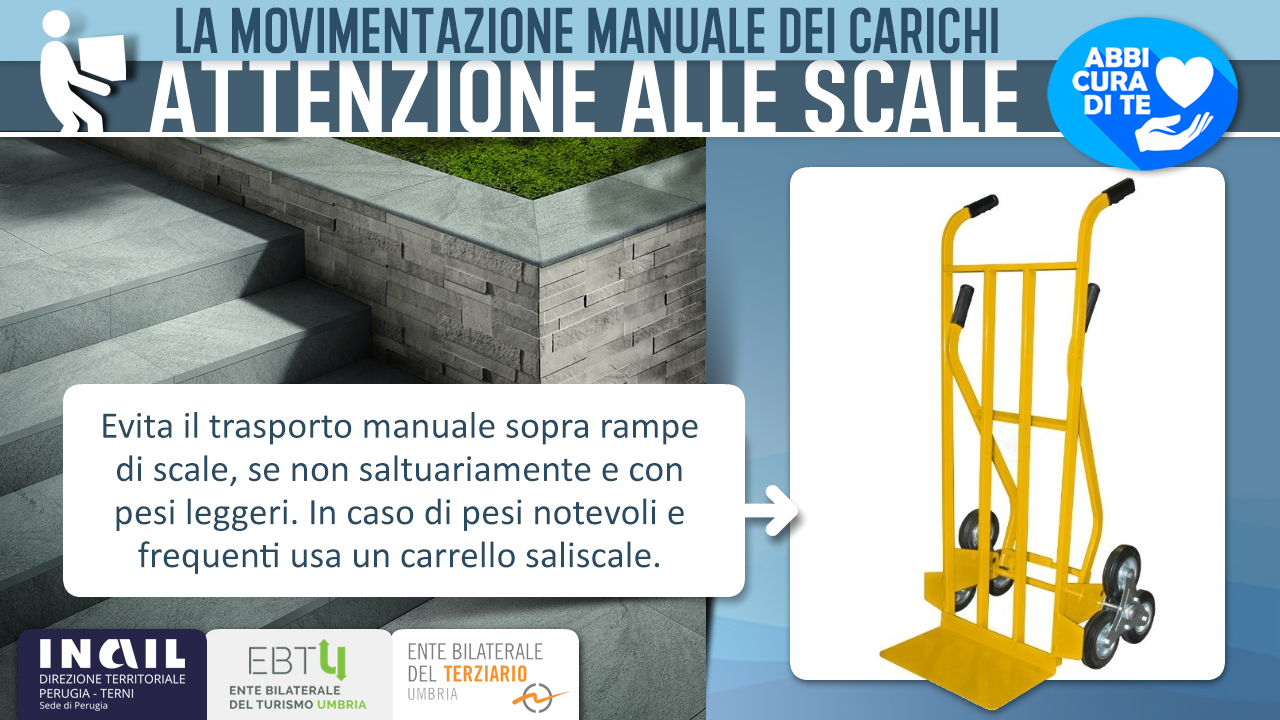 LA MOVIMENTAZIONE MANUALE DEI CARICHI
ATTENZIONE ALLE SCALE
ABBI
CURA
DI TE
Evita il trasporto manuale sopra rampe
di scale, se non saltuariamente e con
pesi leggeri. In caso di pesi notevoli e
frequenti usa un carrello saliscale.
INAIL
DIREZIONE TERRITORIALE
PERUGIA - TERNI
Sede di Perugia
EBT4
ENTE BILATERALE
DEL TURISMO UMBRIA
ENTE BILATERALE
DEL TERZIARIO
UMBRIA